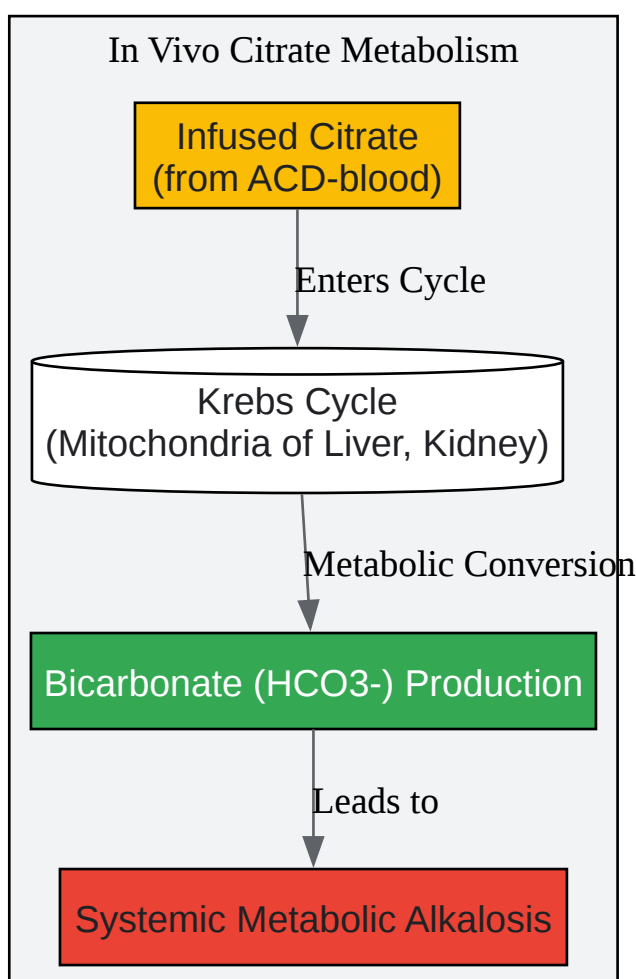 In Vivo Citrate Metabolism
Infused Citrate
(from ACD-blood)
Enters Cycle
Krebs Cycle
(Mitochondria of Liver, Kidney)
Metabolic Conversion
Bicarbonate (HCO3-) Production
Leads to
Systemic Metabolic Alkalosis